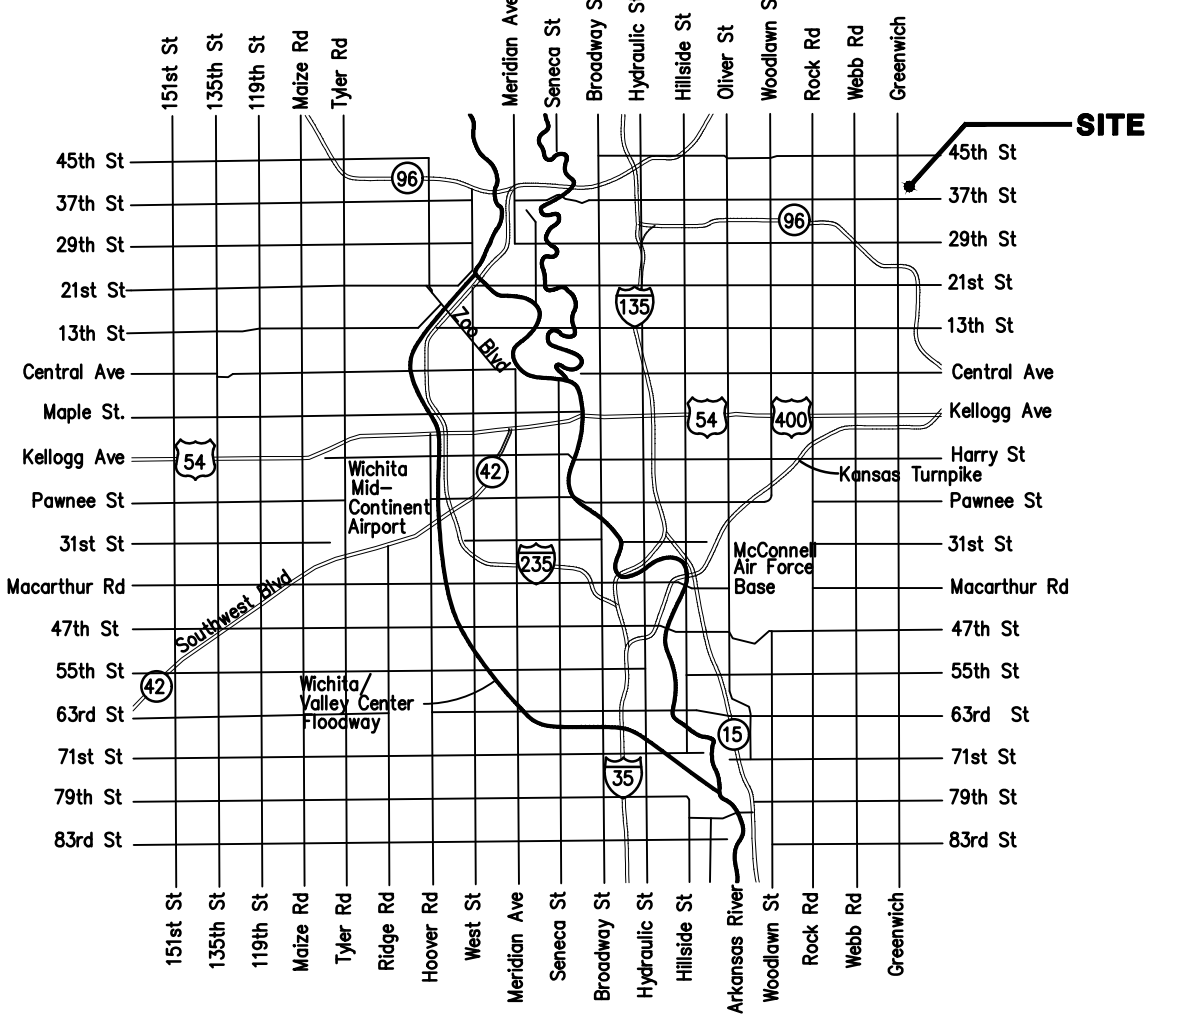 151st St
135th St
119th St
Maize Rd
Tyler Rd
Meridian Ave
Seneca St
Broadway S
Hydraulic St
Hillside St
Oliver St
Woodlawn S
Rock Rd
Webb Rd
Greenwich
SITE
45th St
96
45th St
37th St
37th St
96
29th St
29th St
21st St
21st St
135
13th St
Zoo Blvd
13th St
Central Ave
Central Ave
Maple St.
54
400
Kellogg Ave
Kellogg Ave
54
Harry St
Wichita
Mid-
Continent
Airport
42
Kansas Turnpike
Pawnee St
Pawnee St
31st St
31st St
235
McConnell
Air Force
Base
Macarthur Rd
Macarthur Rd
Southwest Blvd
47th St
47th St
55th St
55th St
42
Wichita/
Valley Center
Floodway
63rd St
63rd St
15
71st St
71st St
35
79th St
79th St
83rd St
83rd St
151st St
135th St
119th St
Maize Rd
Tyler Rd
Ridge Rd
Hoover Rd
West St
Meridian Ave
Seneca St
Broadway St
Hydraulic St
Hillside St
Arkansas River
Woodlawn St
Rock Rd
Webb Rd
Greenwich